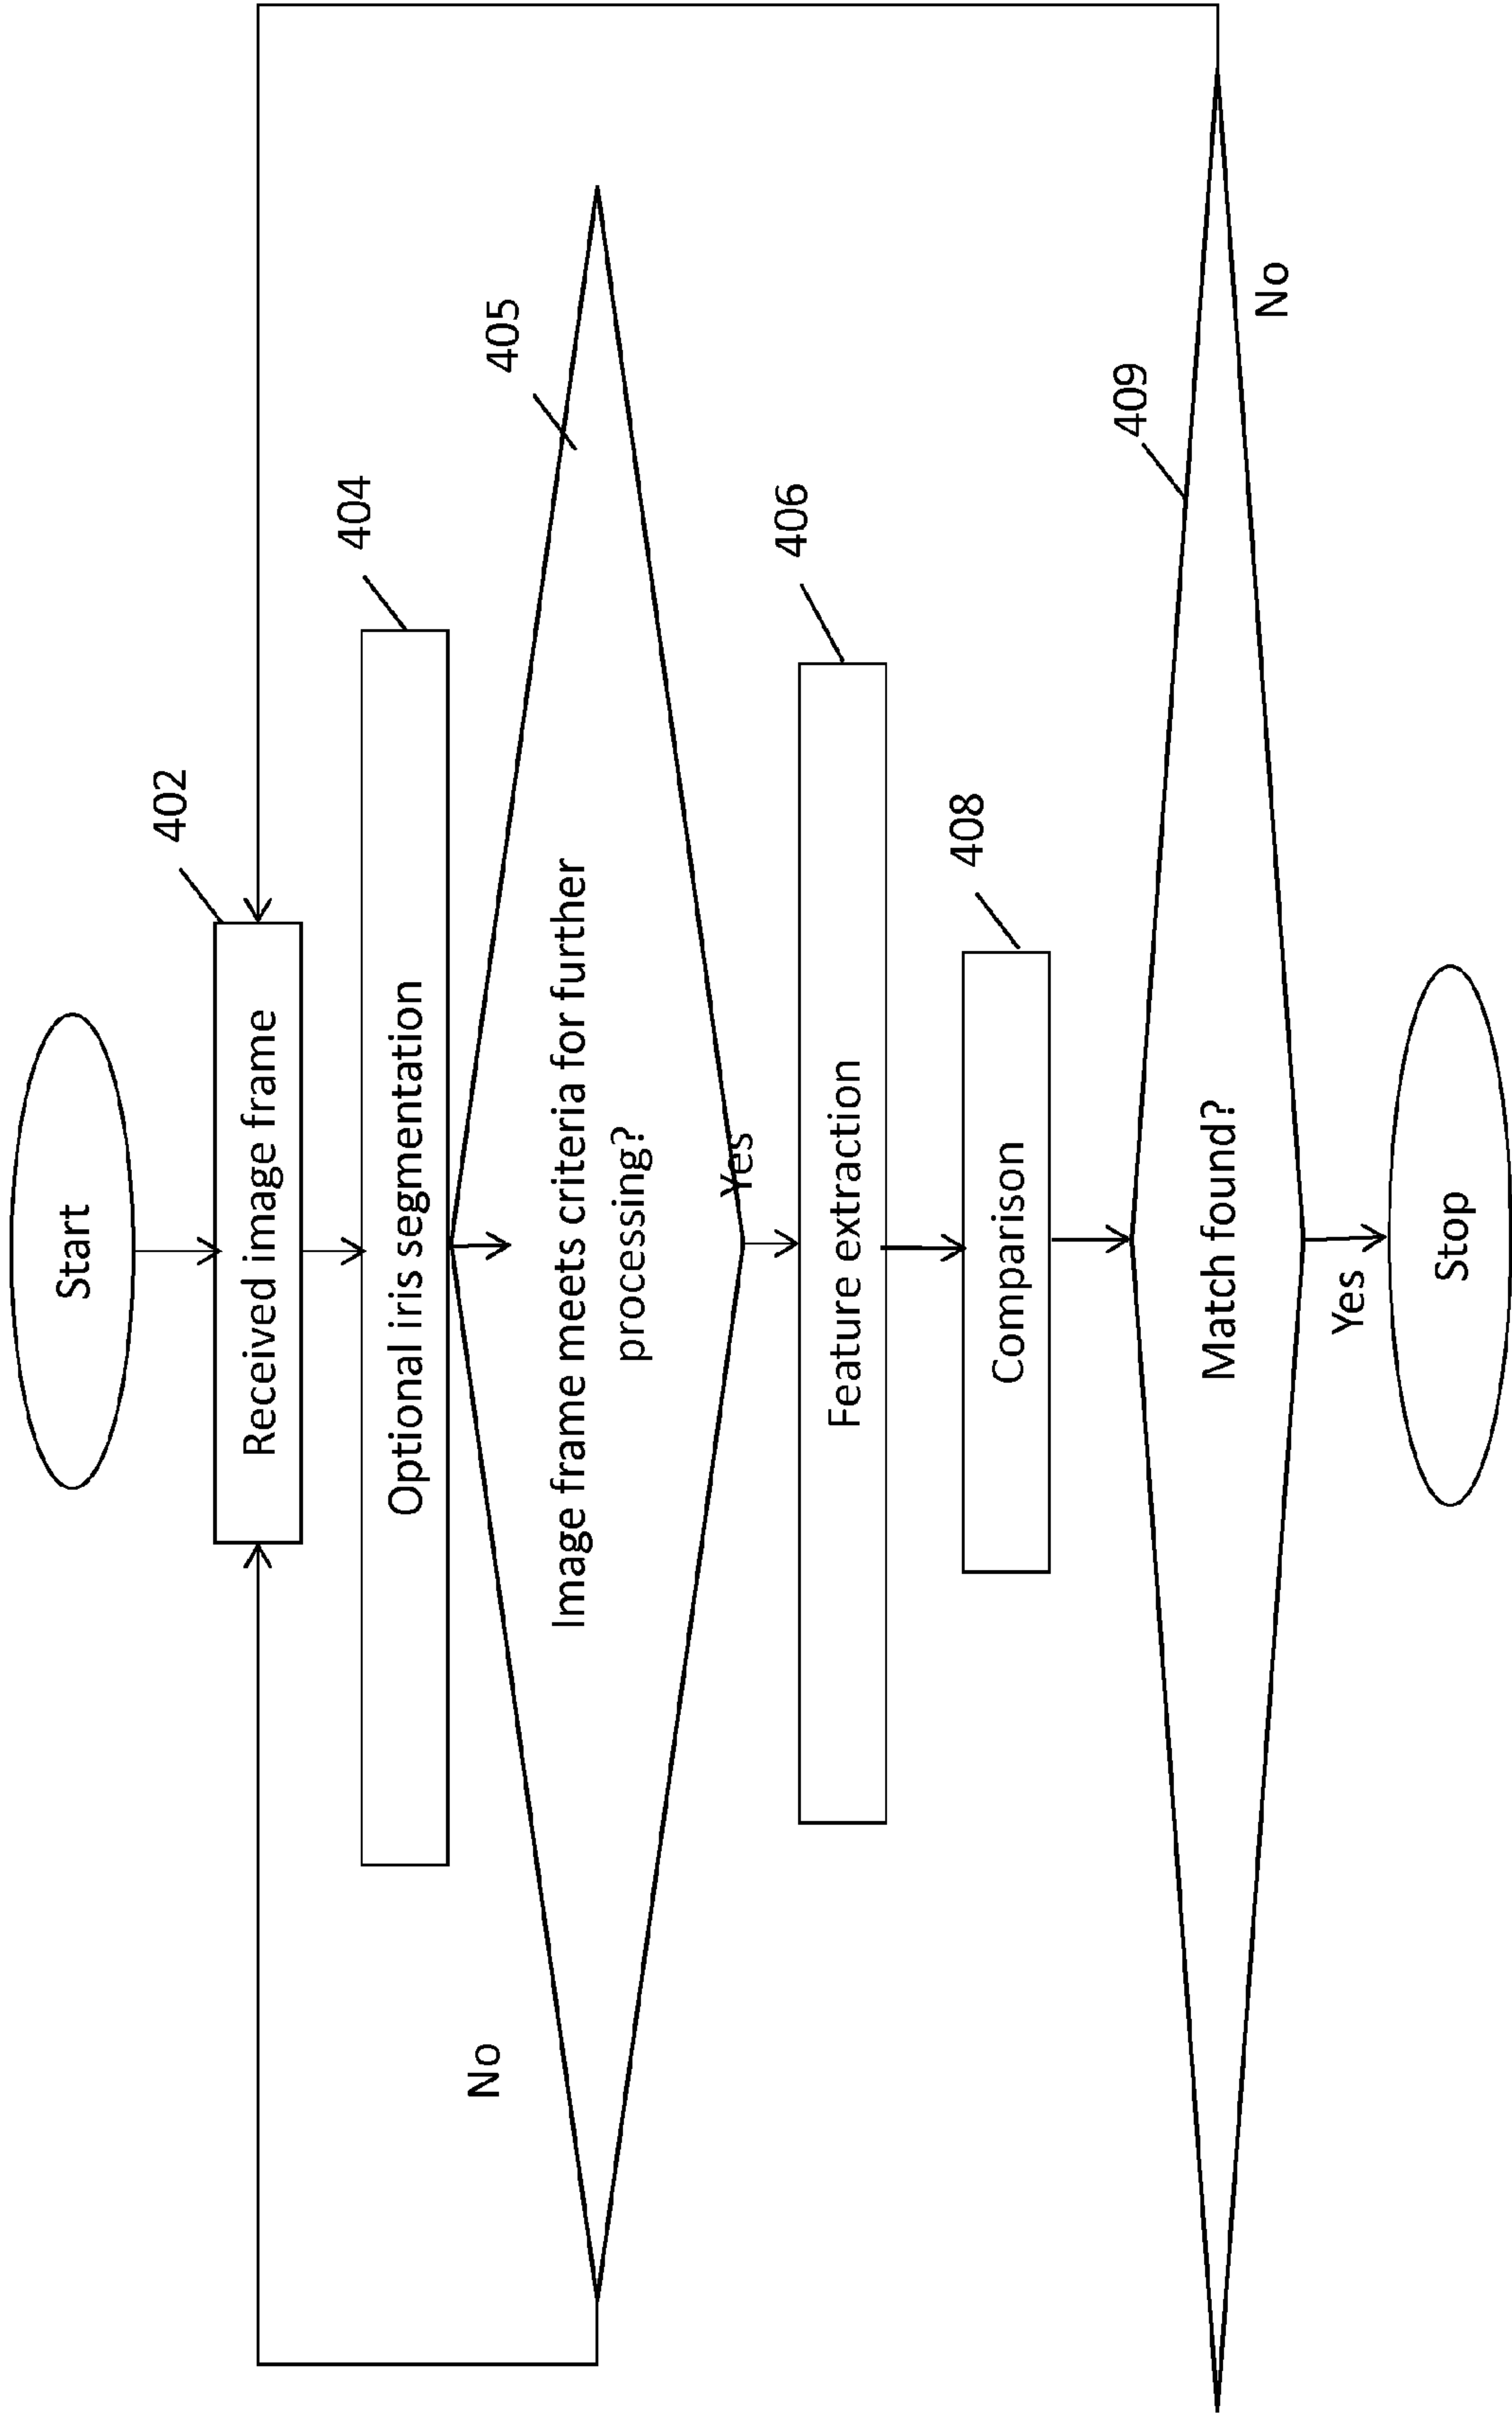 Start
402
Received image frame
404
Optional iris segmentation
405
Image frame meets criteria for further
processing?
No
Yes
406
Feature extraction
408
Comparison
409
Match found?
No
Yes
Stop